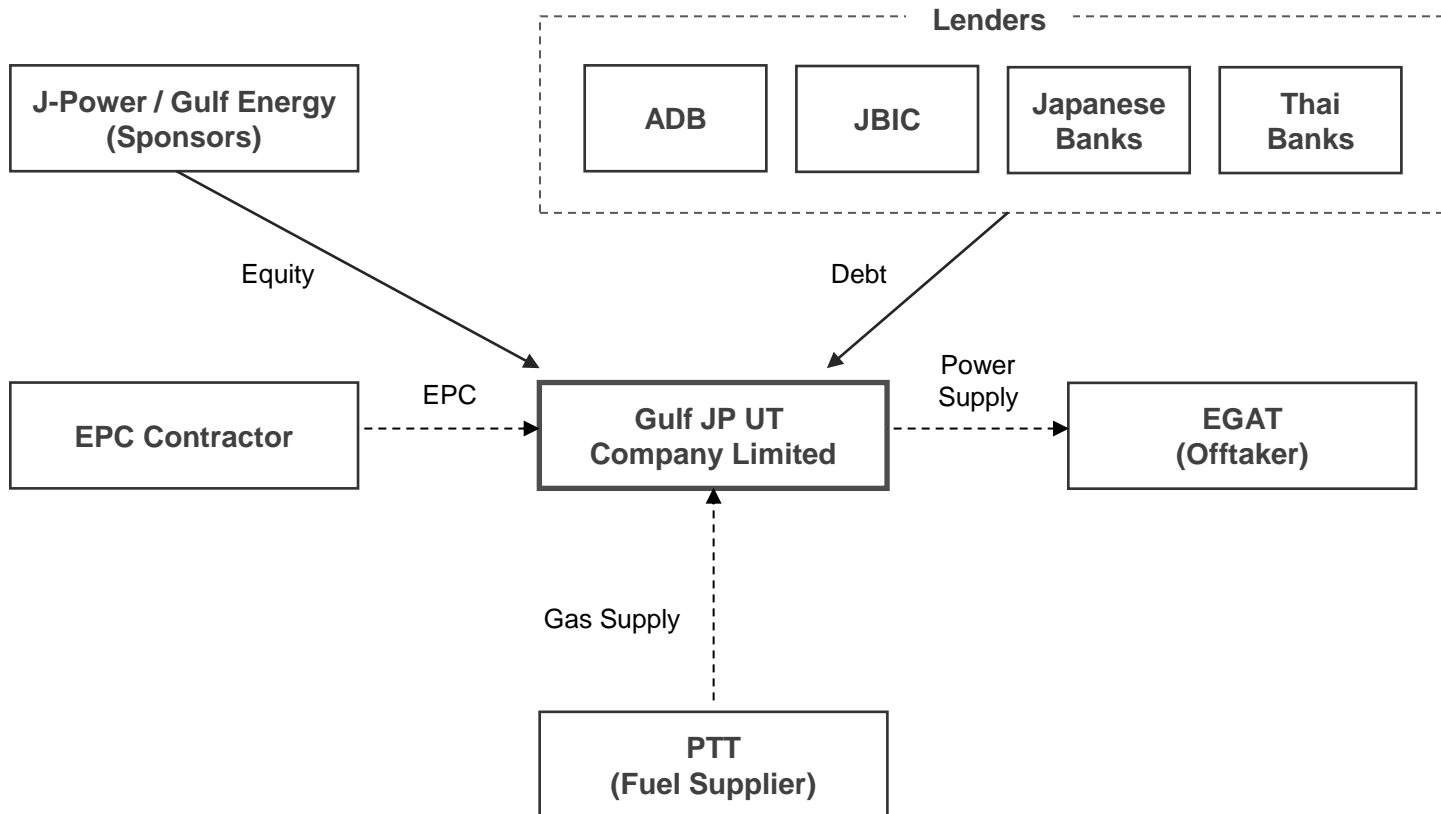 Lenders
J-Power / Gulf Energy
(Sponsors)
ADB
JBIC
Japanese
Banks
Thai
Banks
Equity
Debt
EPC Contractor
EPC
Gulf JP UT
Company Limited
Power
Supply
EGAT
(Offtaker)
Gas Supply
PTT
(Fuel Supplier)